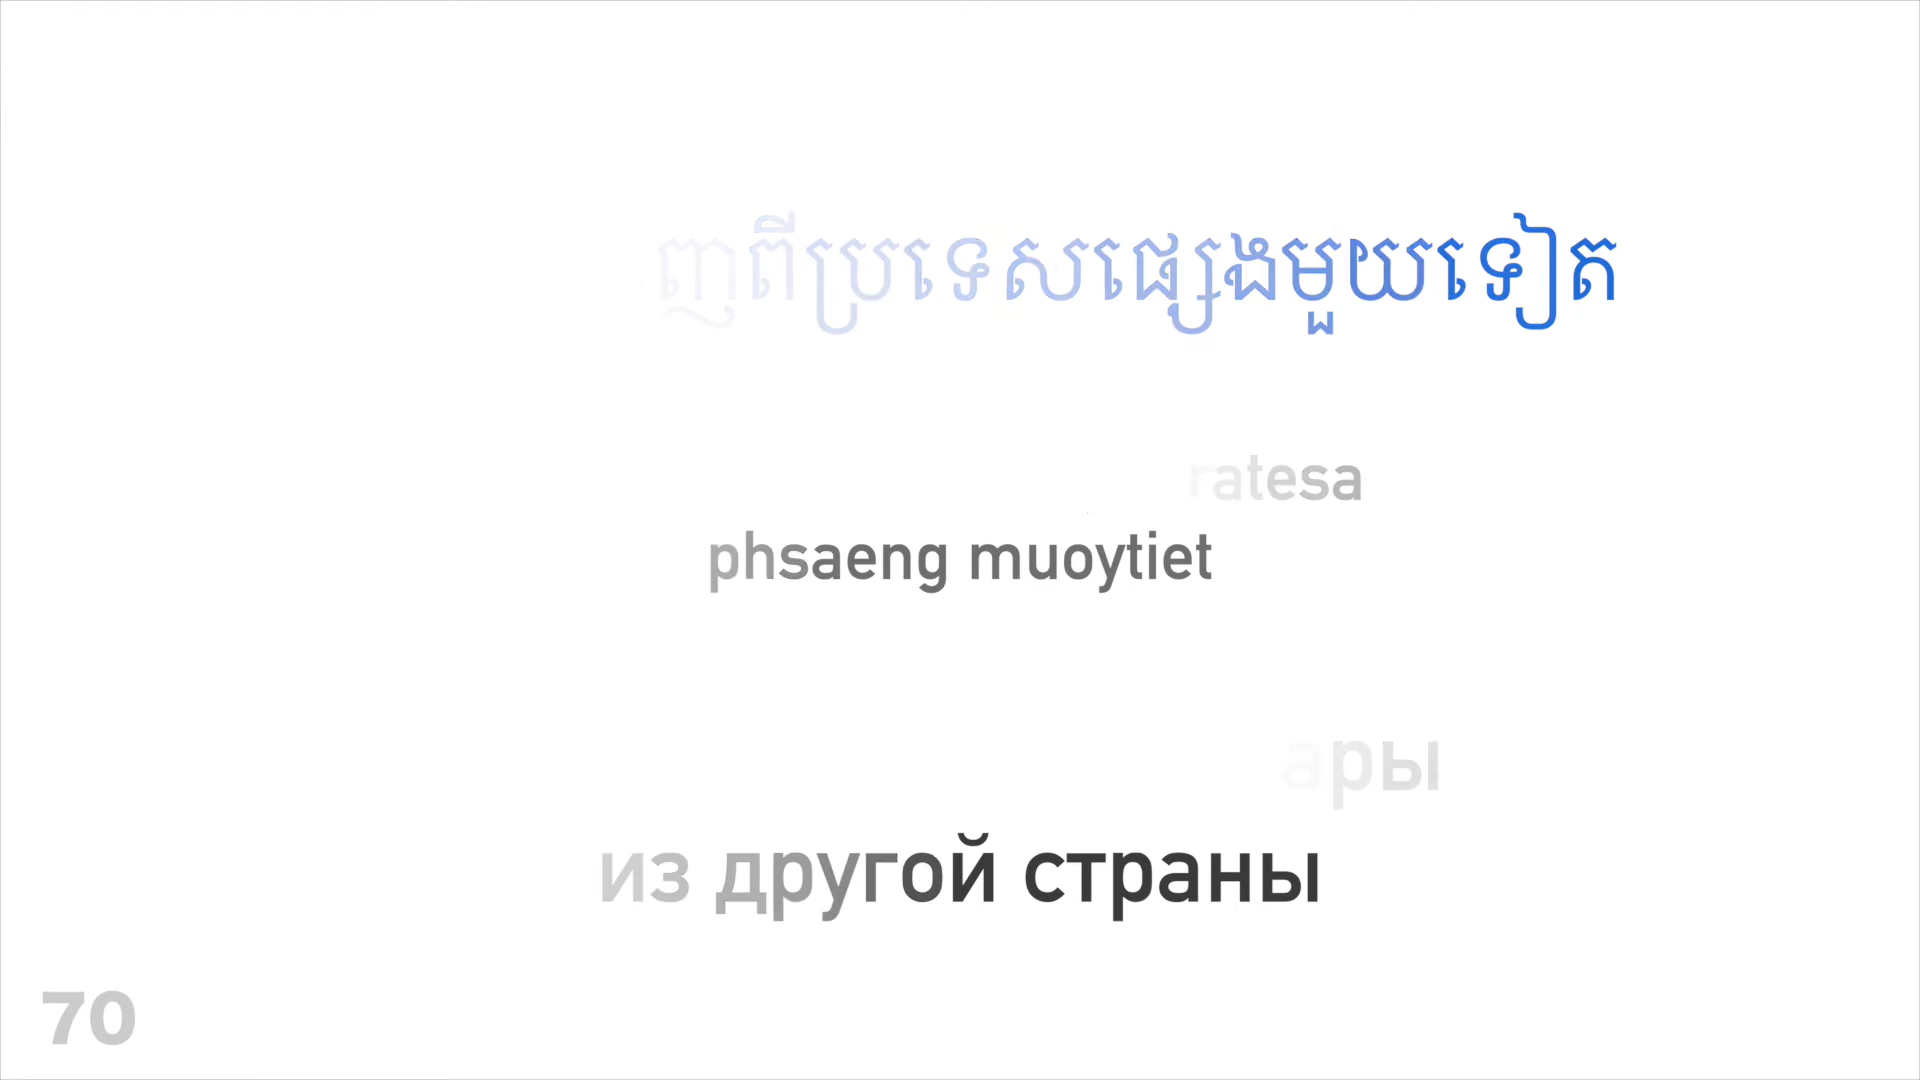 ញពីប្រទេសផ្សេងមួយទៀត
ratesa
phsaeng muoytiet
ары
из другой страны
70